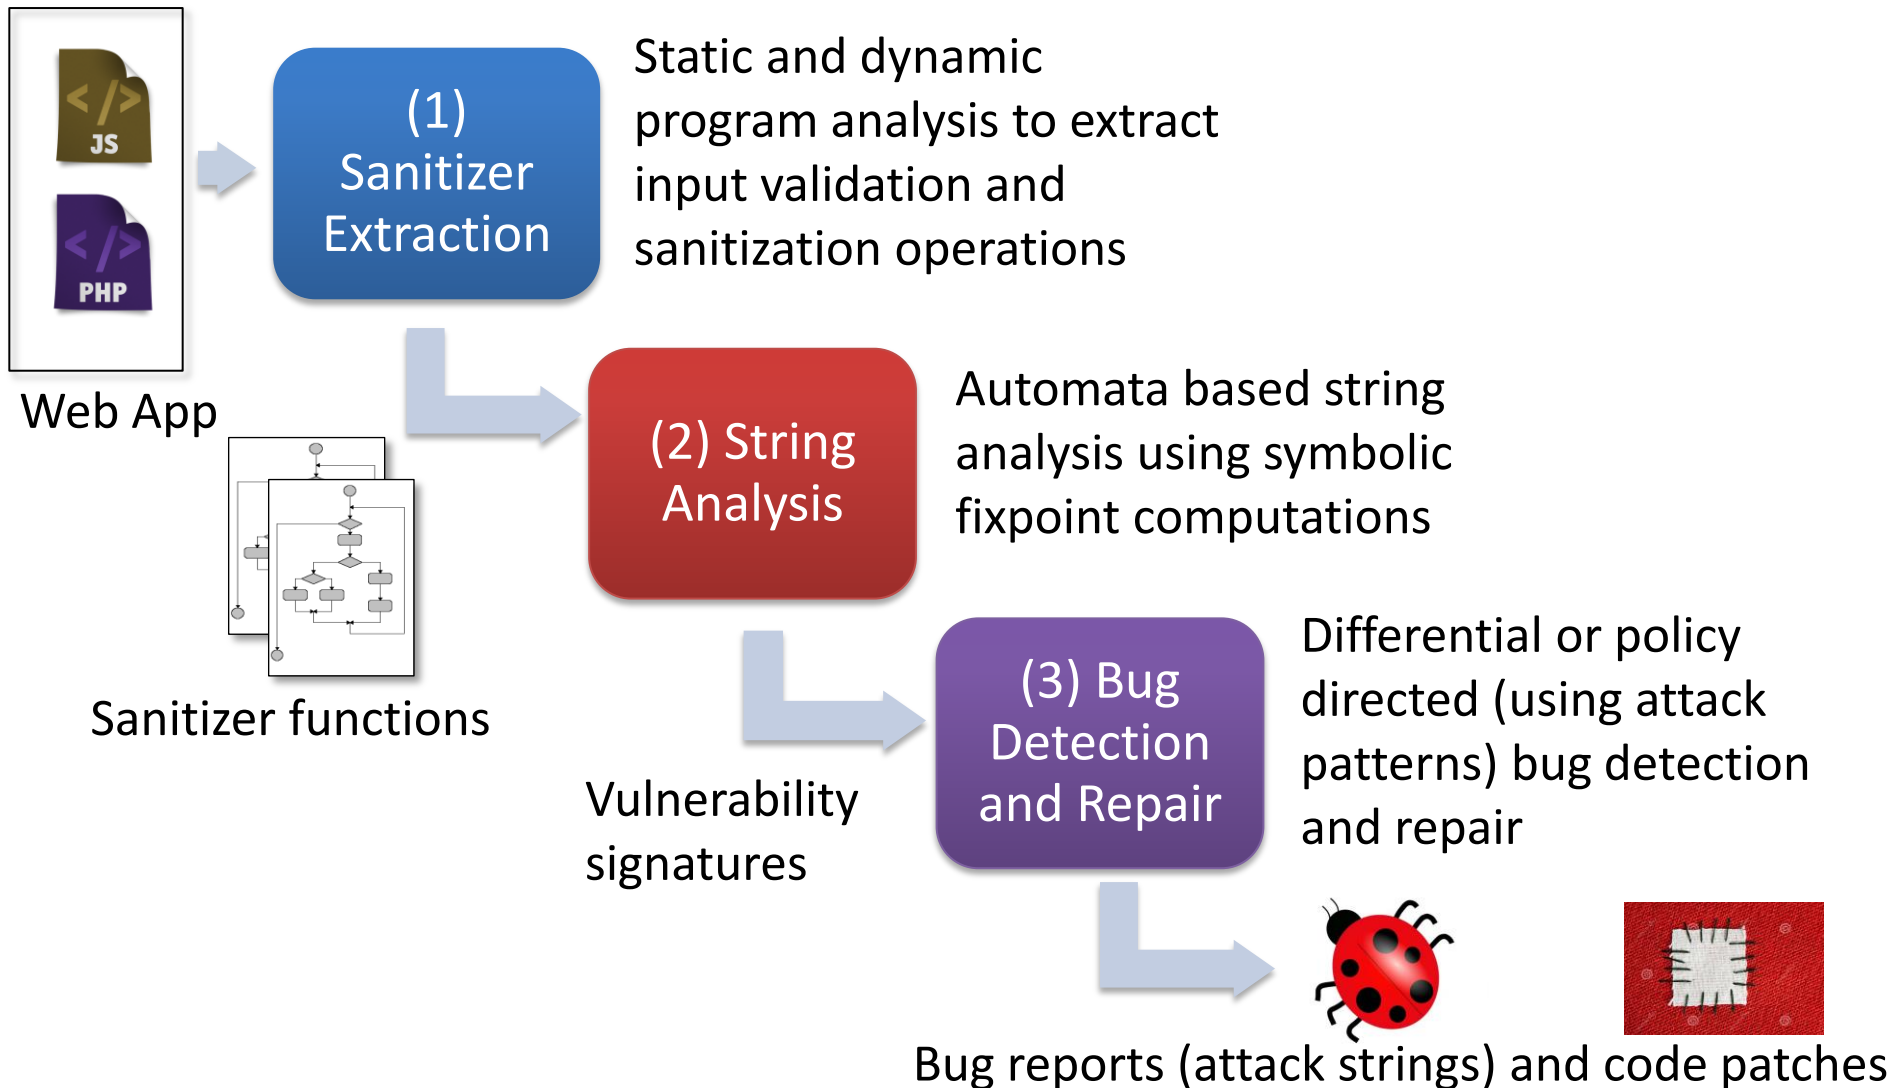 </>
JS
</>
PHP
Web App
(1)
Sanitizer
Extraction
Static and dynamic
program analysis to extract
input validation and
sanitization operations
Sanitizer functions
(2) String
Analysis
Automata based string
analysis using symbolic
fixpoint computations
Vulnerability
signatures
(3) Bug
Detection
and Repair
Differential or policy
directed (using attack
patterns) bug detection
and repair
Bug reports (attack strings) and code patches